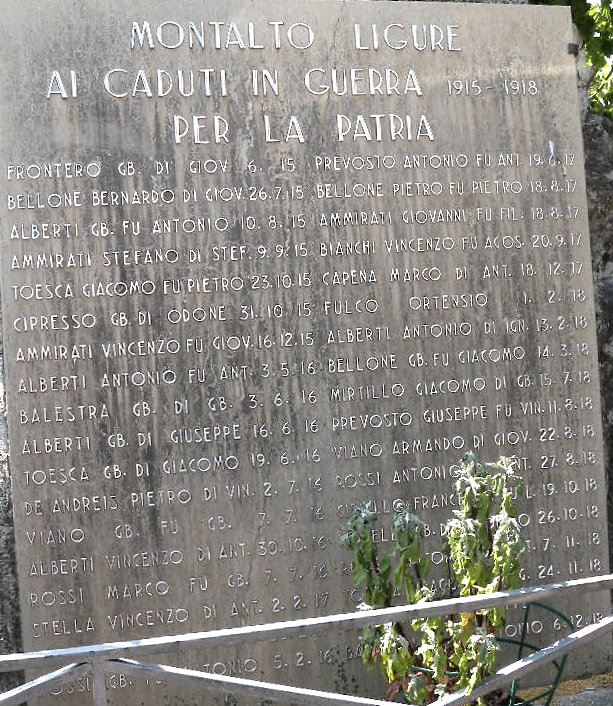 MONTALTO LIGURE
AI CADUTI IN GUERRA 1915-1918
PER LA PATRIA
FRONTERO GB. DI GIOV. 6. 15
BELLONE BERNARDO DI GIOV. 26.7.15
ALBERTI GB. FU ANTONIO 10. 8. 15
AMMIRATI STEFANO DI STEF. 9.9.15
TOESCA GIACOMO FU PIETRO 23.10.15
CIPRESSO GB. DI ODONE 31. 10. 15
AMMIRATI VINCENZO FU GIOV. 16.12.15
ALBERTI ANTONIO FU ANT. 3. 5. 16
BALESTRA GB. DI GB. 3. 6. 16
ALBERTI GB. DI GIUSEPPE 16. 6. 16
TOESCA GB. DI GIACOMO 19. 6. 16
DE ANDREIS PIETRO DI VIN. 2. 7. 16
VIANO GB. FU GB. 7. 7. 16
ALBERTI VINCENZO DI ANT. 30. 10. 16
ROSSI MARCO FU GB. 7. 7. 16
STELLA VINCENZO DI ANT. 2. 2. 17
ROSSI GB. ANTONIO 5. 2. 16
PREVOSTO ANTONIO FU ANT. 19. 6. 17
BELLONE PIETRO FU PIETRO 18.8.17
AMMIRATI GIOVANNI FU FIL. 18.8.17
BIANCHI VINCENZO FU AGOS. 20.9.17
CAPENA MARCO DI ANT. 18. 12. 17
FULCO ORTENSIO 1. 2. 18
ALBERTI ANTONIO DI IGN. 13. 2. 18
BELLONE GB. FU GIACOMO 14. 3. 18
MIRTILLO GIACOMO DI GB. 15. 7. 18
PREVOSTO GIUSEPPE FU VIN. 11. 8. 18
VIANO ARMANDO DI GIOV. 22. 8. 18
ROSSI ANTONIO ANT. 27. 8. 18
19. 10. 18
26. 10. 18
7. 11. 18
24. 11. 18
6. 12. 18